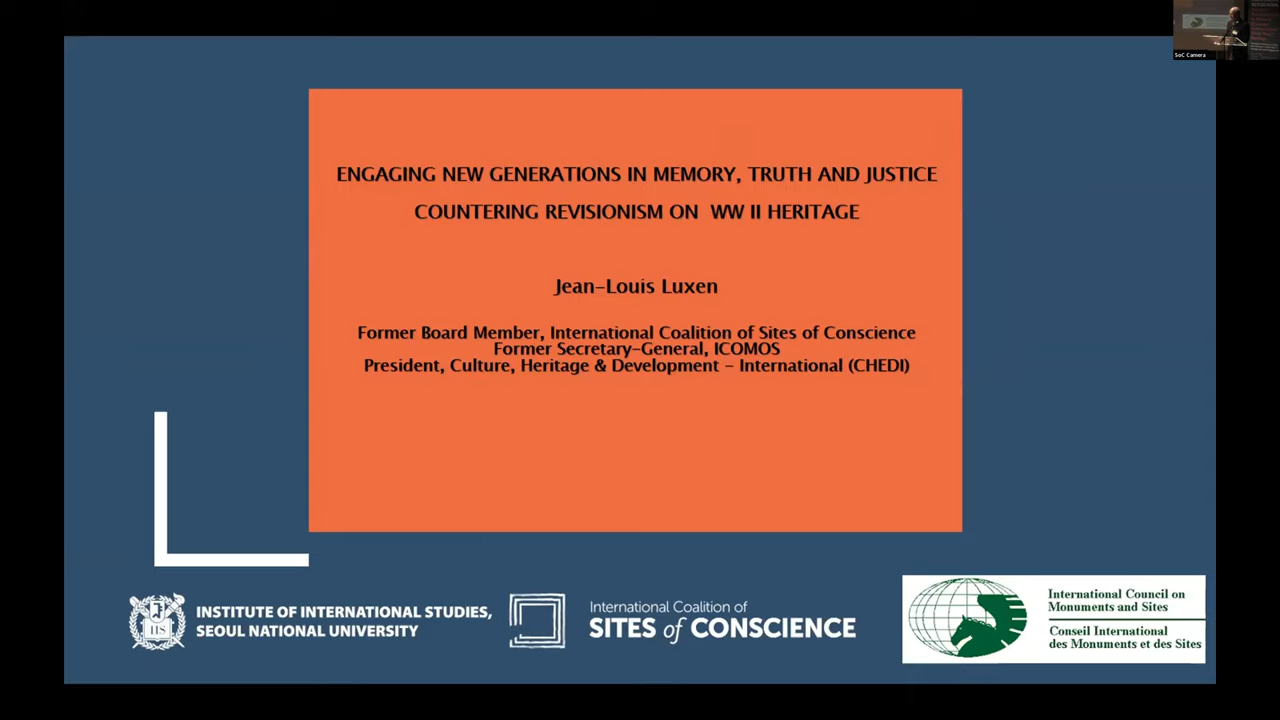 SoC Camera
ENGAGING NEW GENERATIONS IN MEMORY, TRUTH AND JUSTICE
COUNTERING REVISIONISM ON WW II HERITAGE
Jean-Louis Luxen
Former Board Member, International Coalition of Sites of Conscience
Former Secretary-General, ICOMOS
President, Culture, Heritage & Development - International (CHEDI)
INSTITUTE OF INTERNATIONAL STUDIES,
SEOUL NATIONAL UNIVERSITY
International Coalition of
SITES of CONSCIENCE
International Council on
Monuments and Sites
Conseil International
des Monuments et des Sites